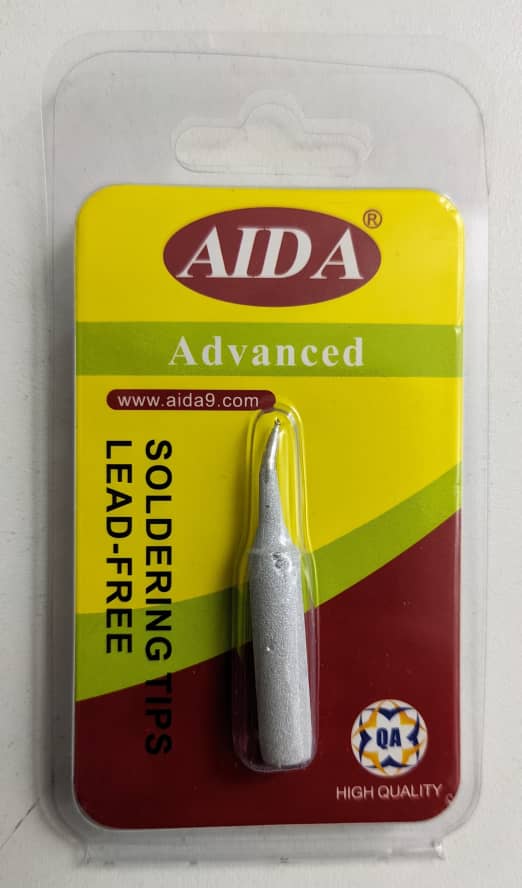 AIDA®
Advanced
www.aida9.com
SOLDERING TIPS
LEAD-FREE
QA
HIGH QUALITY